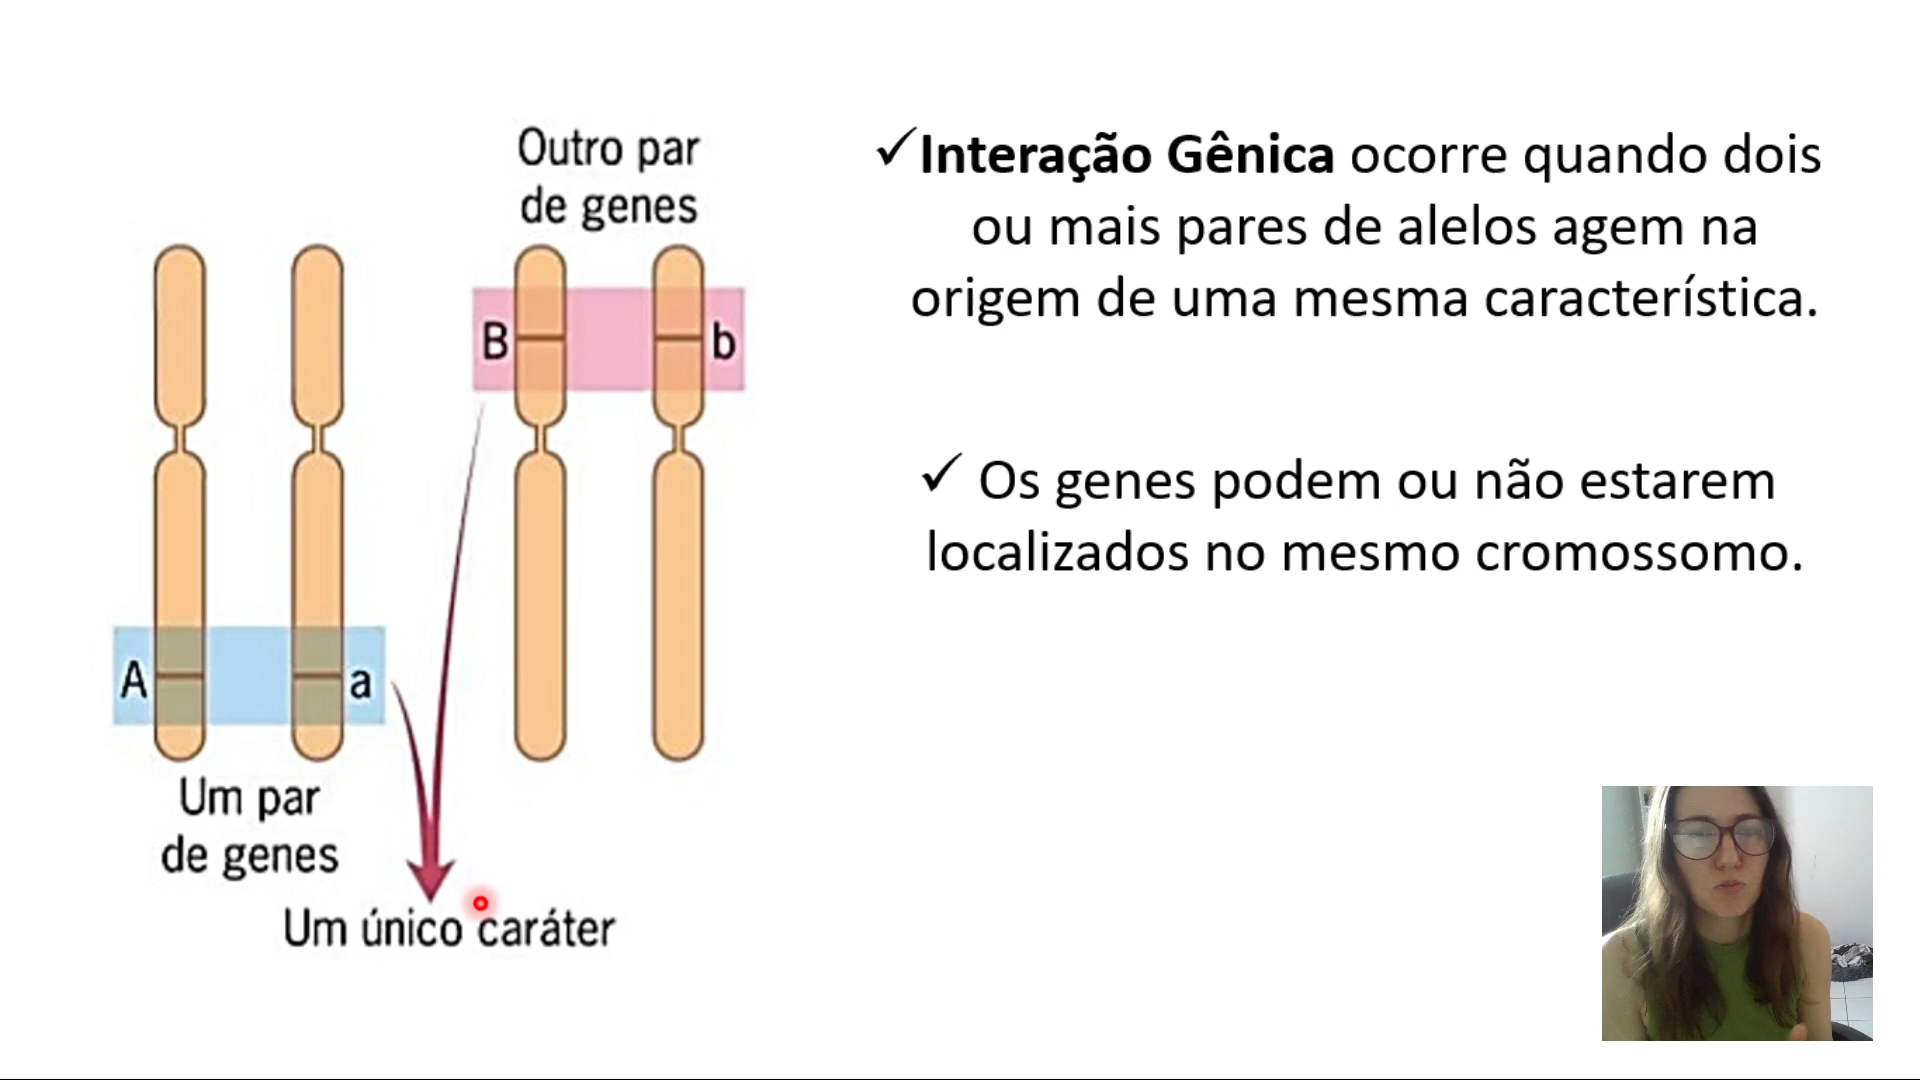 Outro par
de genes
B
b
A
a
Um par
de genes
Um único caráter
✓Interação Gênica ocorre quando dois
ou mais pares de alelos agem na
origem de uma mesma característica.
✓ Os genes podem ou não estarem
localizados no mesmo cromossomo.